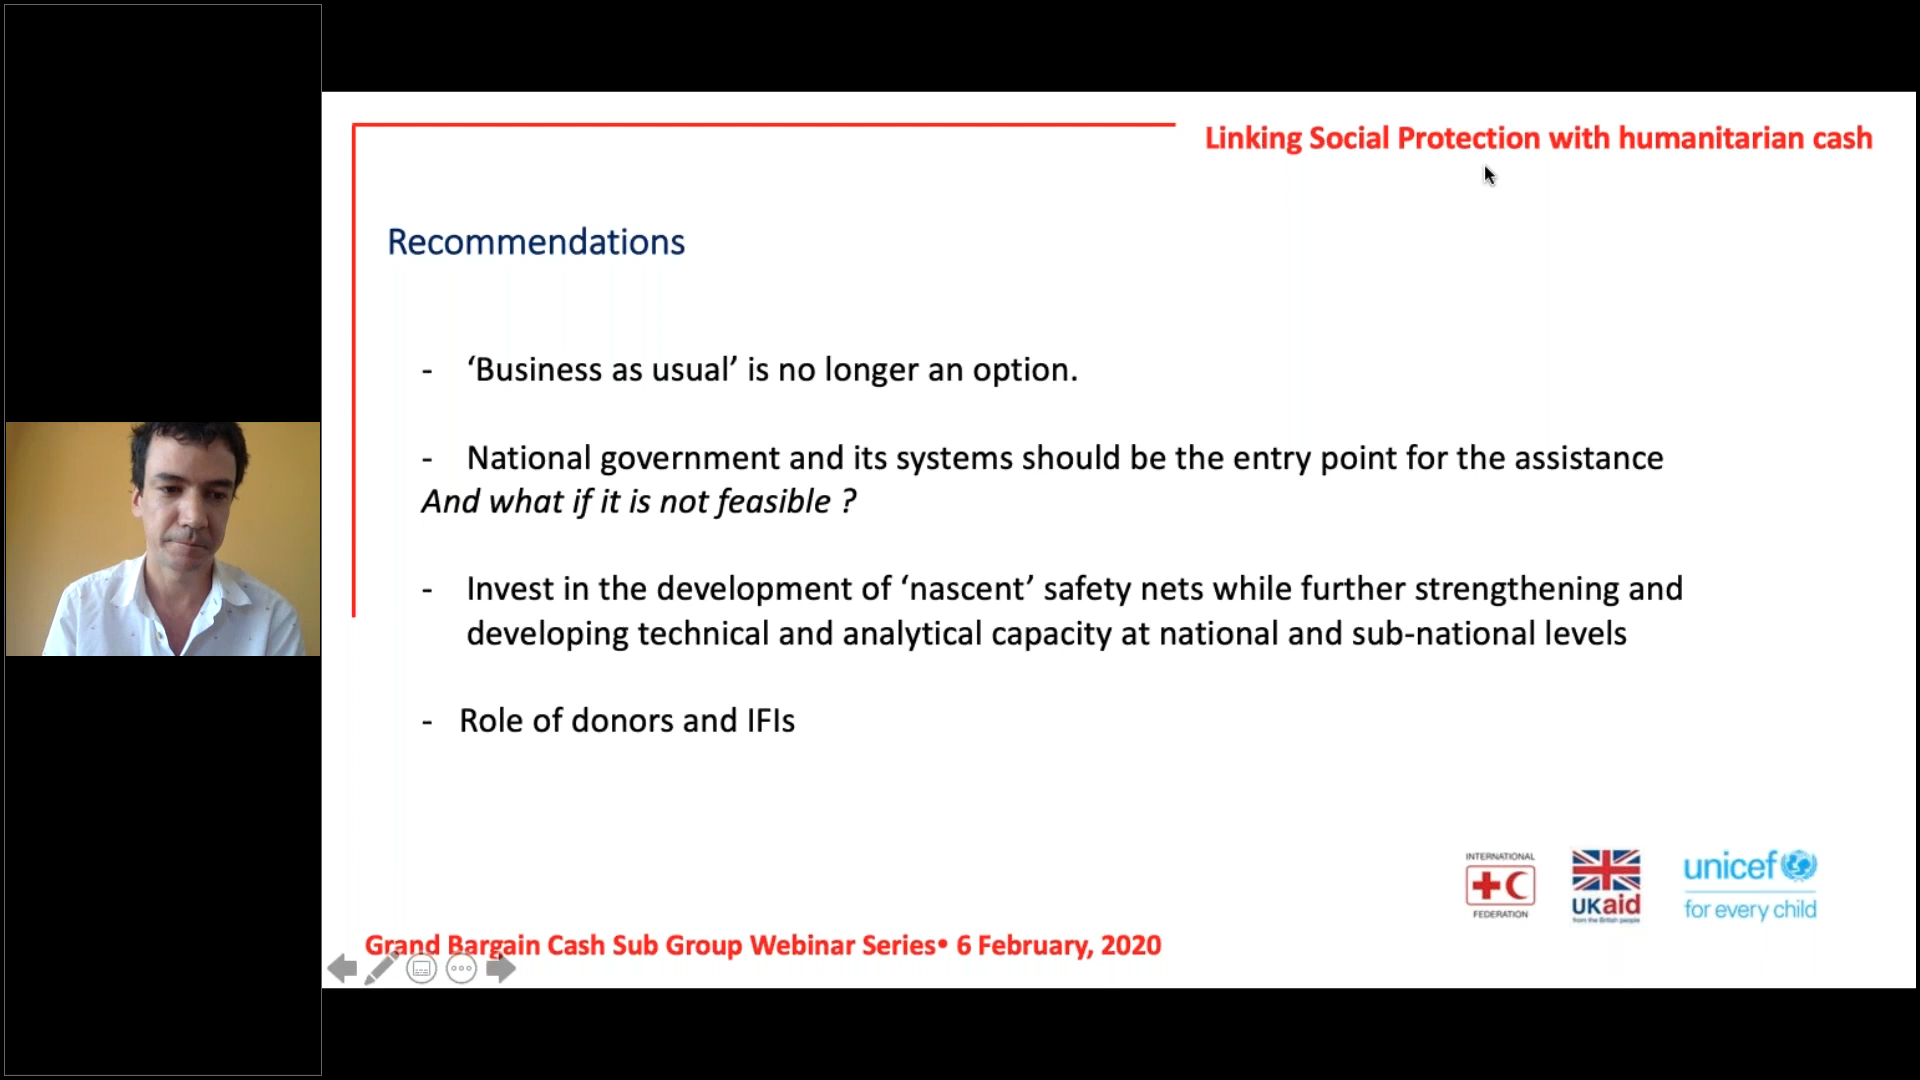 Linking Social Protection with humanitarian cash
Recommendations
- ‘Business as usual’ is no longer an option.
- National government and its systems should be the entry point for the assistance
And what if it is not feasible ?
- Invest in the development of ‘nascent’ safety nets while further strengthening and
developing technical and analytical capacity at national and sub-national levels
- Role of donors and IFIs
INTERNATIONAL
FEDERATION
UKaid
from the British people
unicef
for every child
Grand Bargain Cash Sub Group Webinar Series• 6 February, 2020